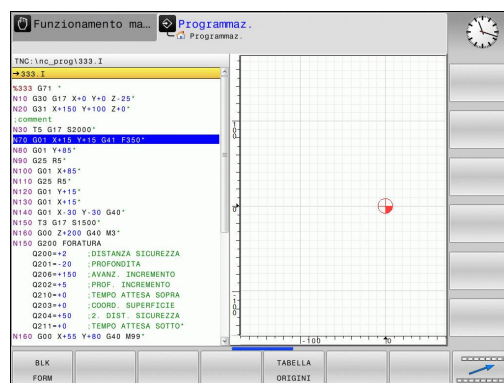 Funzionamento ma...
Programmaz.
Programmaz.
TNC:\nc_prog\333.I
→333.I
%333 G71 *
N10 G30 G17 X+0 Y+0 Z-25*
N20 G31 X+150 Y+100 Z+0*
;comment
N30 T5 G17 S2000*
N70 G01 X+15 Y+15 G41 F350*
N80 G01 Y+85*
N90 G25 R5*
N100 G01 X+85*
N110 G25 R5*
N120 G01 Y+15*
N130 G01 X+15*
N140 G01 X-30 Y-30 G40*
N150 T3 G17 S1500*
N160 G00 Z+200 G40 M3*
N150 G200 FORATURA
Q200=+2 ;DISTANZA SICUREZZA
Q201=-20 ;PROFONDITA
Q206=+150 ;AVANZ. INCREMENTO
Q202=+5 ;PROF. INCREMENTO
Q210=+0 ;TEMPO ATTESA SOPRA
Q203=+0 ;COORD. SUPERFICIE
Q204=+50 ;2. DIST. SICUREZZA
Q211=+0 ;TEMPO ATTESA SOTTO*
N160 G00 X+55 Y+80 G40 M99*
100
0
-100
-100
0
BLK FORM
TABELLA ORIGINI